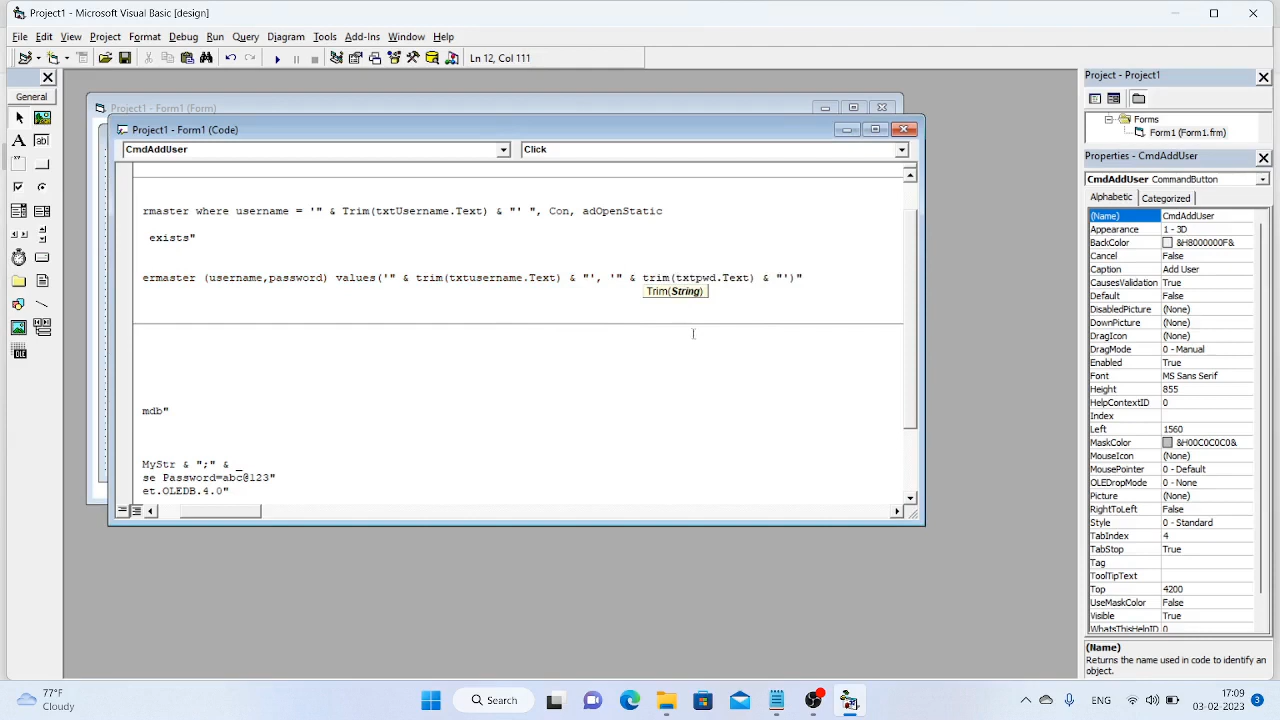 Project1 - Microsoft Visual Basic [design]
File Edit View Project Format Debug Run Query Diagram Tools Add-Ins Window Help
Ln 12, Col 111
General
Project1 - Form1 (Form)
Project1 - Form1 (Code)
CmdAddUser Click
rmaster where username = '" & Trim(txtUsername.Text) & "' ", Con, adOpenStatic
exists"
ermaster (username,password) values('" & trim(txtusername.Text) & "', '" & trim(txtpwd.Text) & "')"
Trim(String)
mdb"
MyStr & ";" & _
se Password=abc@123"
et.OLEDB.4.0"
Project - Project1
Forms
Form1 (Form1.frm)
Properties - CmdAddUser
CmdAddUser CommandButton
Alphabetic Categorized
(Name) CmdAddUser
Appearance 1 - 3D
BackColor &H8000000F&
Cancel False
Caption Add User
CausesValidation True
Default False
DisabledPicture (None)
DownPicture (None)
DragIcon (None)
DragMode 0 - Manual
Enabled True
Font MS Sans Serif
Height 855
HelpContextID 0
Index
Left 1560
MaskColor &H00C0C0C0&
MouseIcon (None)
MousePointer 0 - Default
OLEDropMode 0 - None
Picture (None)
RightToLeft False
Style 0 - Standard
TabIndex 4
TabStop True
Tag
ToolTipText
Top 4200
UseMaskColor False
Visible True
WhatsThisHelpID 0
(Name)
Returns the name used in code to identify an
object.
77°F
Cloudy
Search
ENG
17:09
03-02-2023
3